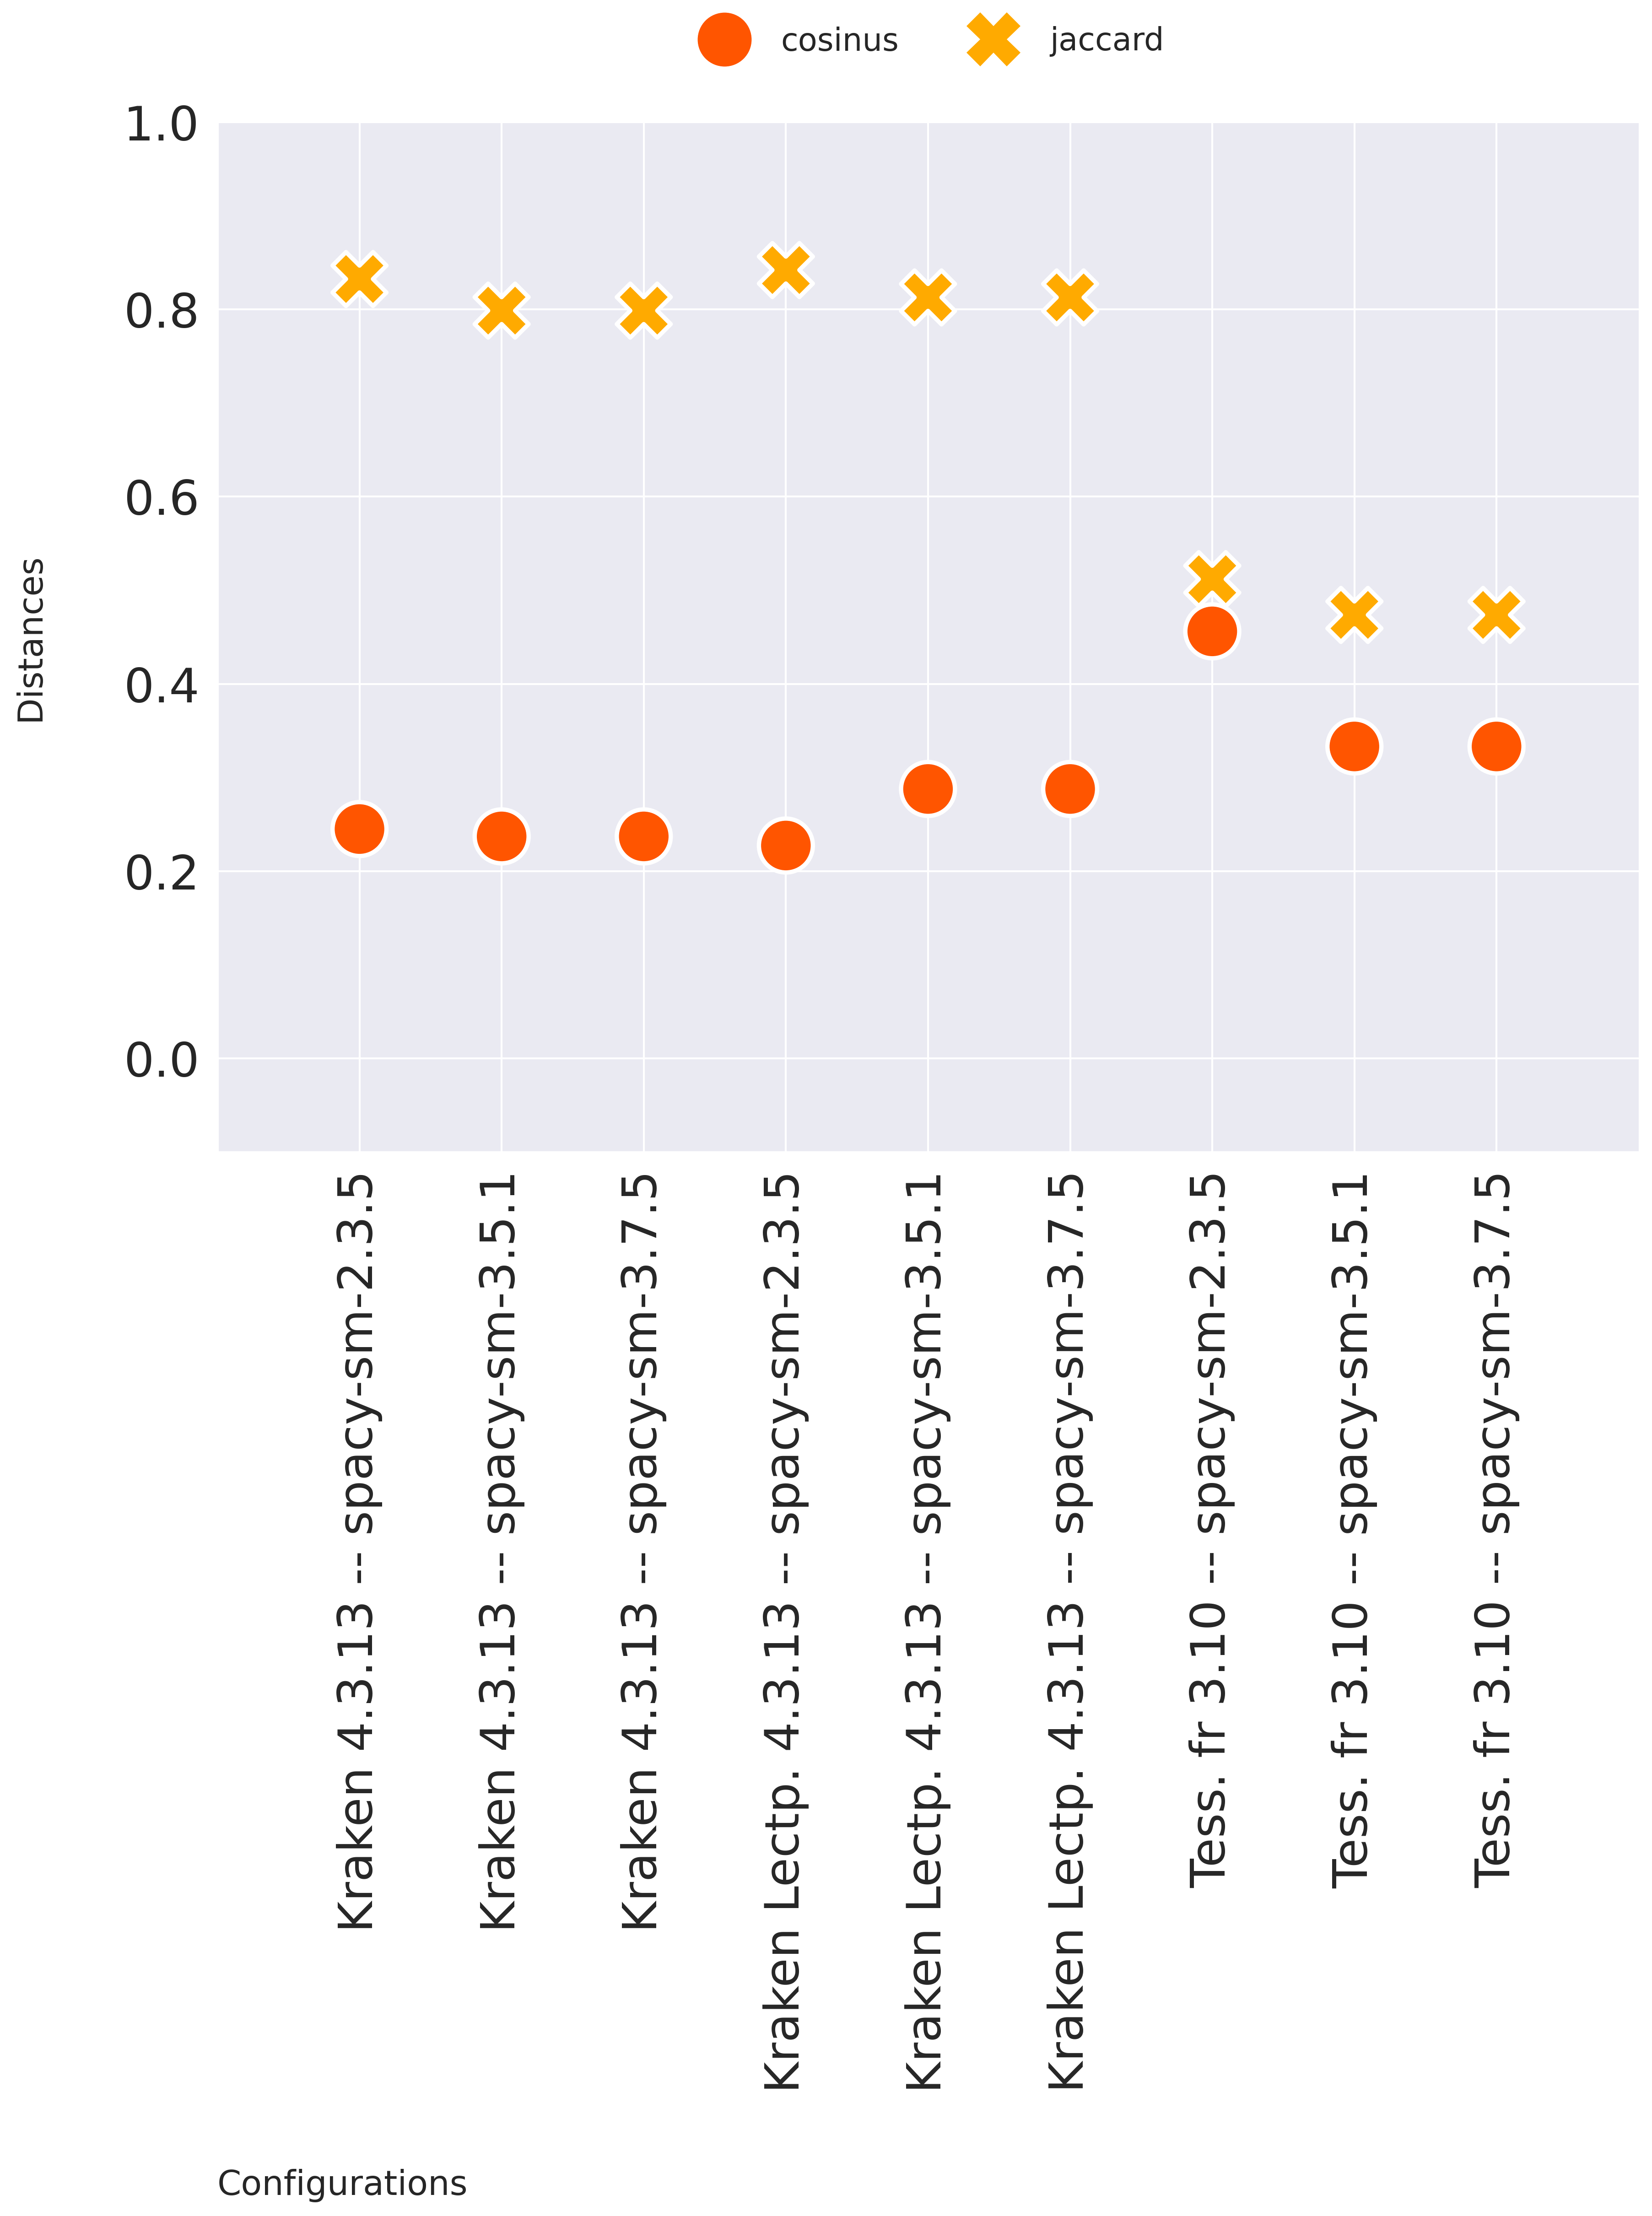 cosinus jaccard
1.0
0.8
0.6
0.4
0.2
0.0
Distances
Kraken 4.3.13 -- spacy-sm-2.3.5
Kraken 4.3.13 -- spacy-sm-3.5.1
Kraken 4.3.13 -- spacy-sm-3.7.5
Kraken Lectp. 4.3.13 -- spacy-sm-2.3.5
Kraken Lectp. 4.3.13 -- spacy-sm-3.5.1
Kraken Lectp. 4.3.13 -- spacy-sm-3.7.5
Tess. fr 3.10 -- spacy-sm-2.3.5
Tess. fr 3.10 -- spacy-sm-3.5.1
Tess. fr 3.10 -- spacy-sm-3.7.5
Configurations